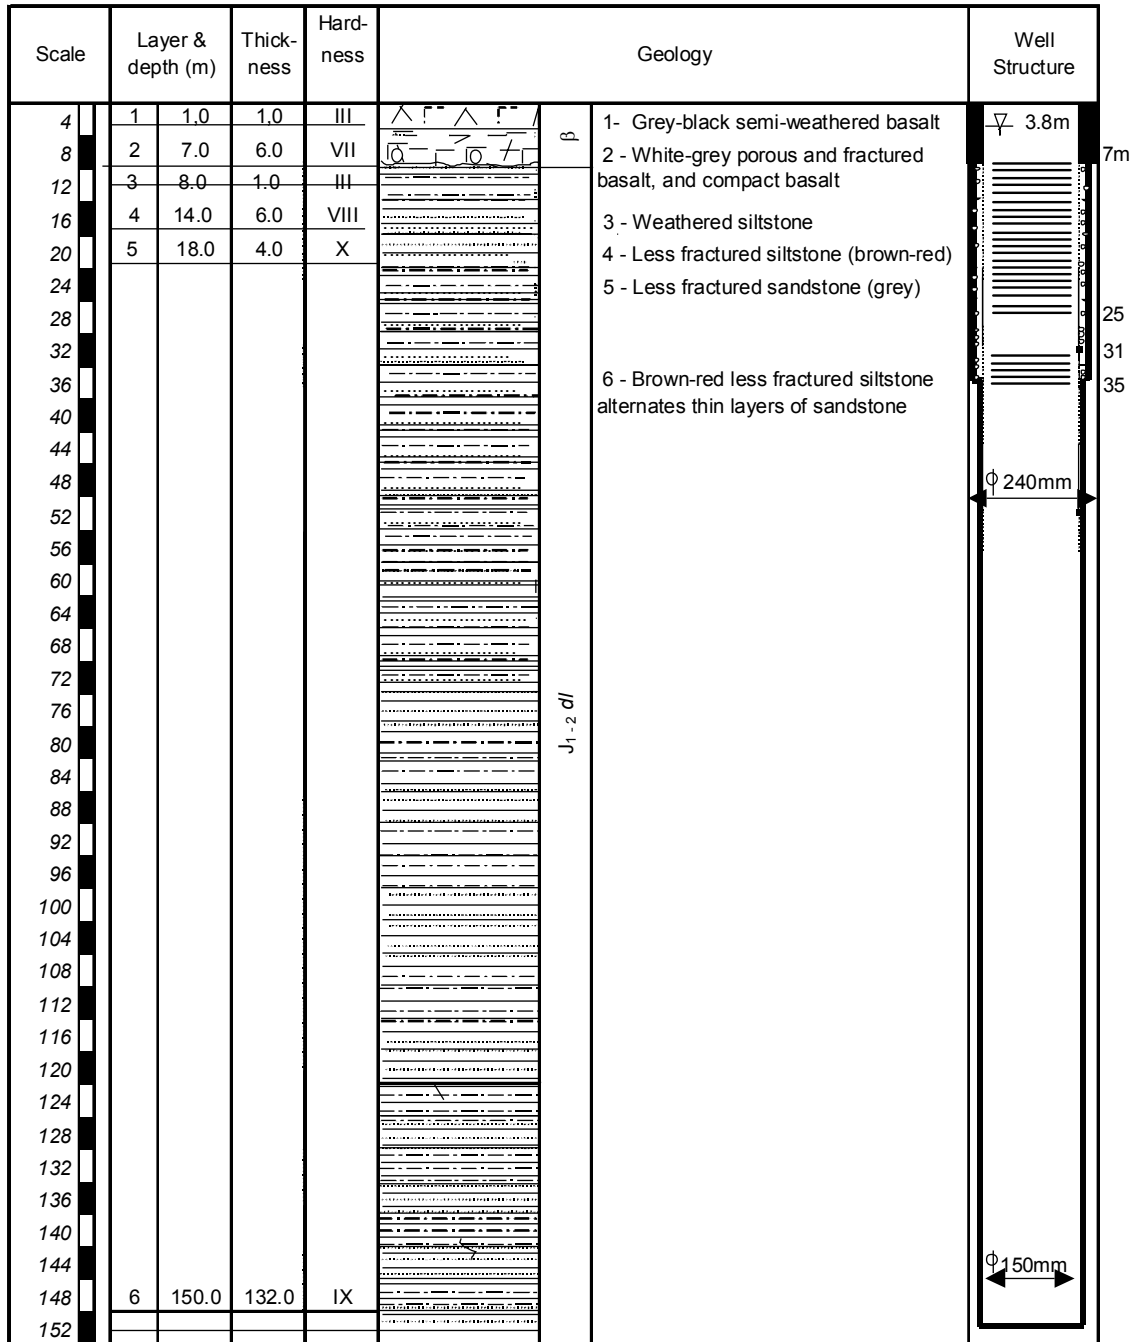 Scale
Layer &
depth (m)
Thick-
ness
Hard-
ness
Geology
Well
Structure
4
8
12
16
20
24
28
32
36
40
44
48
52
56
60
64
68
72
76
80
84
88
92
96
100
104
108
112
116
120
124
128
132
136
140
144
148
152
1 1,0 1,0 III
2 7.0 6.0 VII
3 8.0 1.0 III
4 14.0 6.0 VIII
5 18.0 4.0 X
6 150.0 132.0 IX
β
J1-2 dl
1- Grey-black semi-weathered basalt
2 - White-grey porous and fractured
basalt, and compact basalt
3 - Weathered siltstone
4 - Less fractured siltstone (brown-red)
5 - Less fractured sandstone (grey)
6 - Brown-red less fractured siltstone
alternates thin layers of sandstone
3.8m
7m
25
31
35
ϕ 240mm
ϕ 150mm